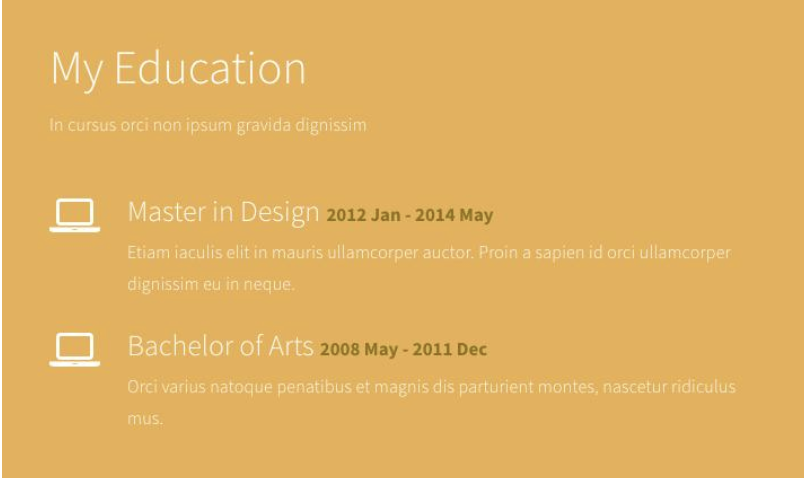 My Education
In cursus orci non ipsum gravida dignissim
Master in Design 2012 Jan - 2014 May
Etiam iaculis elit in mauris ullamcorper auctor. Proin a sapien id orci ullamcorper
dignissim eu in neque.
Bachelor of Arts 2008 May - 2011 Dec
Orci varius natoque penatibus et magnis dis parturient montes, nascetur ridiculus
mus.